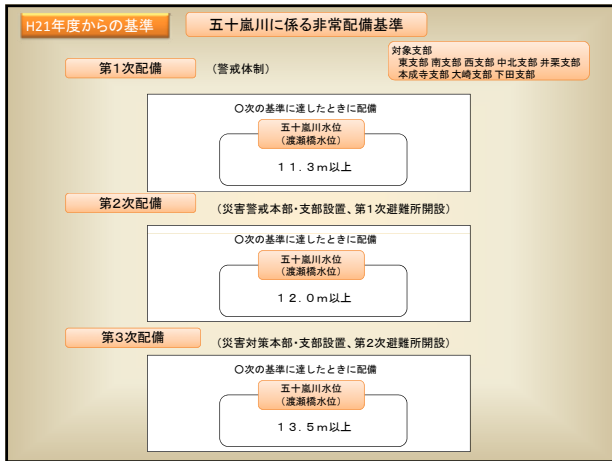 H21年度からの基準
五十嵐川に係る非常配備基準
対象支部
東支部 南支部 西支部 中北支部 井栗支部
本成寺支部 大崎支部 下田支部
第1次配備
(警戒体制)
○次の基準に達したときに配備
五十嵐川水位
(渡瀬橋水位)
11.3m以上
第2次配備
(災害警戒本部・支部設置、第1次避難所開設)
○次の基準に達したときに配備
五十嵐川水位
(渡瀬橋水位)
12.0m以上
第3次配備
(災害対策本部・支部設置、第2次避難所開設)
○次の基準に達したときに配備
五十嵐川水位
(渡瀬橋水位)
13.5m以上